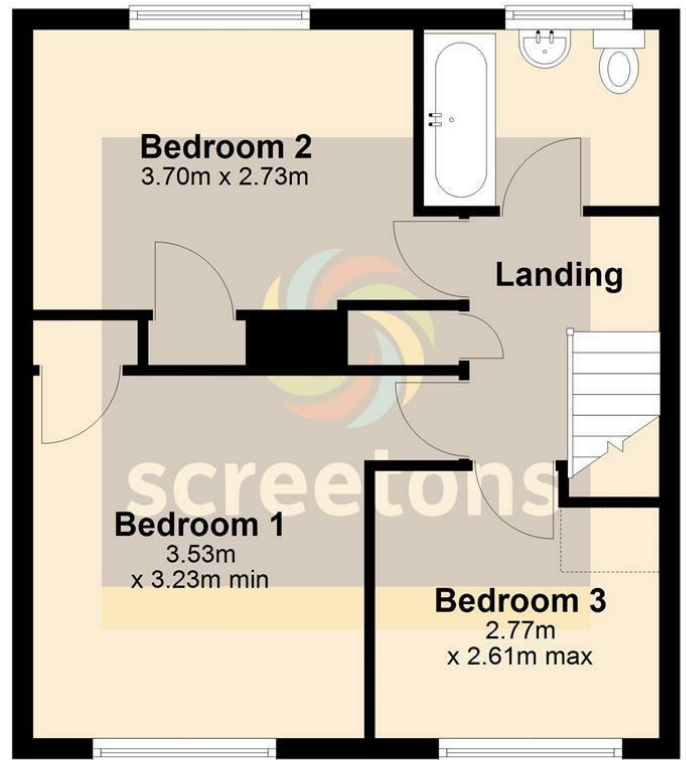 Bedroom 2
3.70m x 2.73m
Landing
screetons
Bedroom 1
3.53m
x 3.23m min
Bedroom 3
2.77m
x 2.61m max